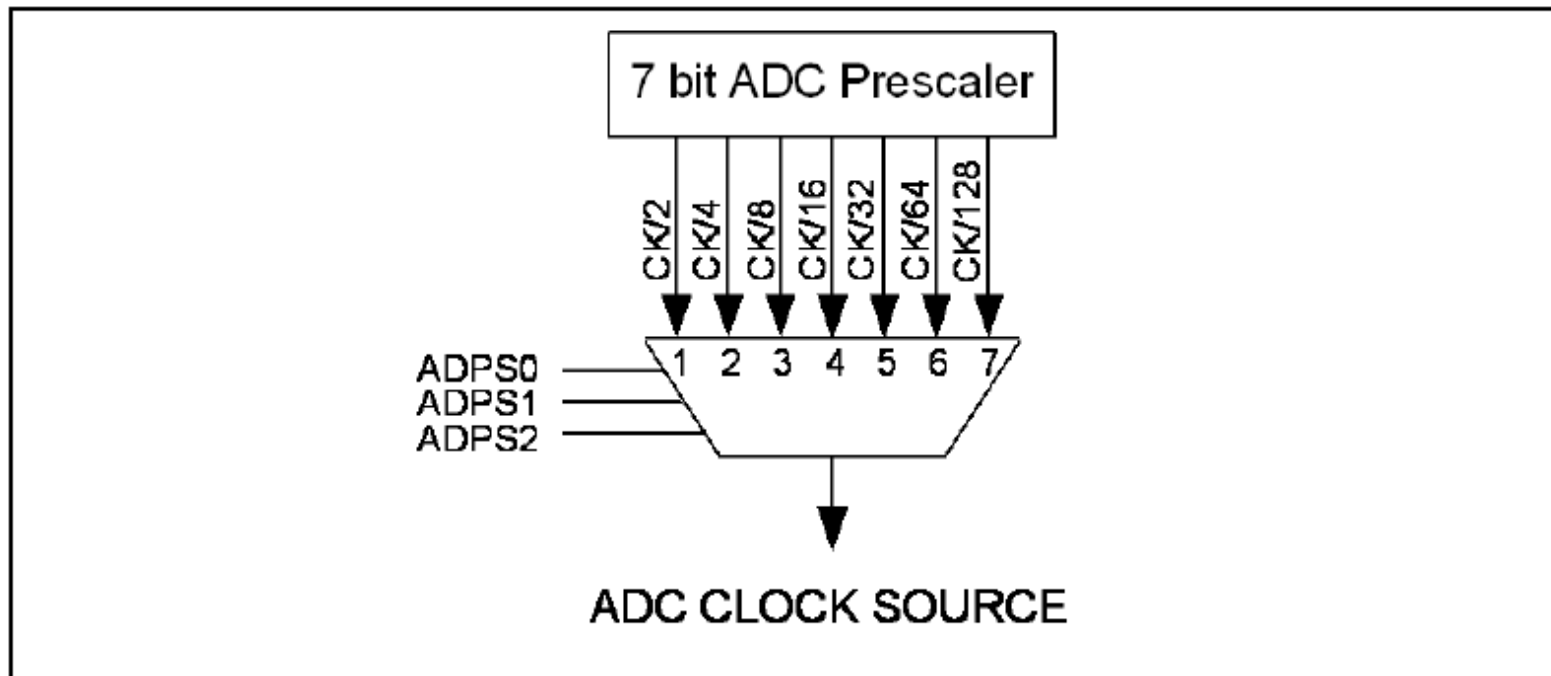 7 bit ADC Prescaler
CK/2
CK/4
CK/8
CK/16
CK/32
CK/64
CK/128
1 2 3 4 5 6 7
ADPS0
ADPS1
ADPS2
ADC CLOCK SOURCE